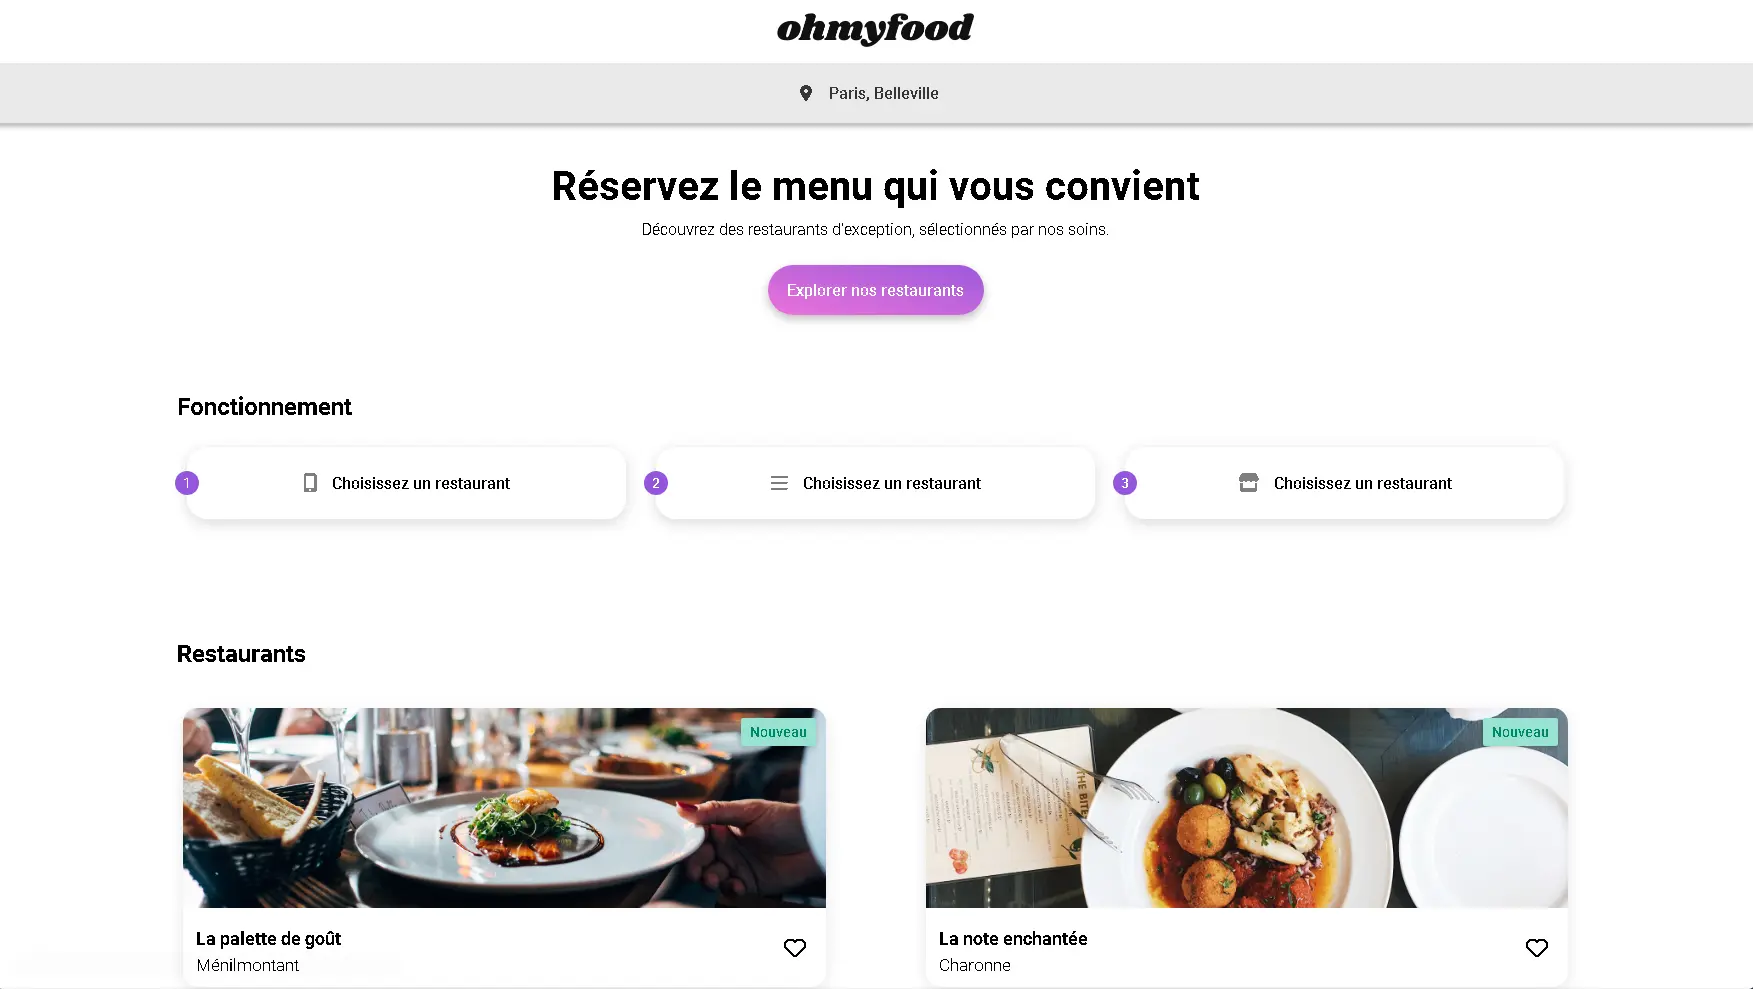 ohmyfood
Paris, Belleville
Réservez le menu qui vous convient
Découvrez des restaurants d'exception, sélectionnés par nos soins.
Explorer nos restaurants
Fonctionnement
1 Choisissez un restaurant
2 Choisissez un restaurant
3 Choisissez un restaurant
Restaurants
Nouveau
Nouveau
THE BITE
La palette de goût
Ménilmontant
La note enchantée
Charonne